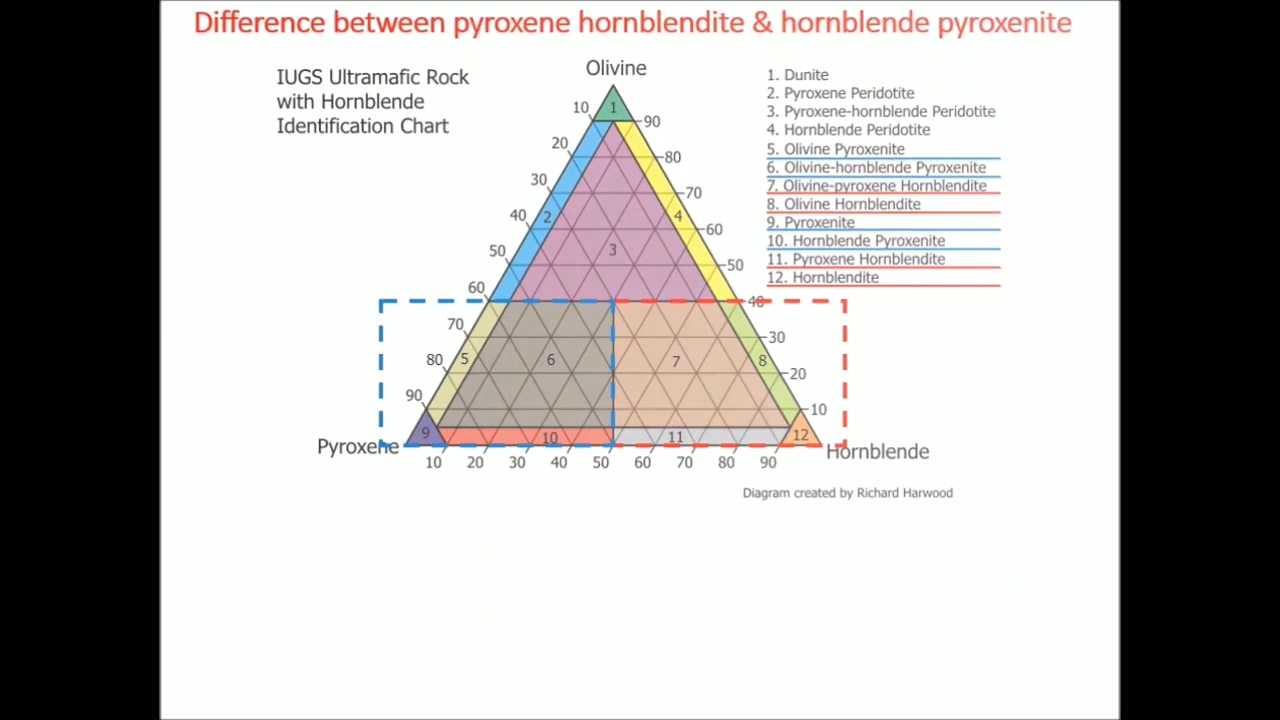 Difference between pyroxene hornblendite & hornblende pyroxenite
IUGS Ultramafic Rock
with Hornblende
Identification Chart
Olivine
1. Dunite
2. Pyroxene Peridotite
3. Pyroxene-hornblende Peridotite
4. Hornblende Peridotite
5. Olivine Pyroxenite
6. Olivine-hornblende Pyroxenite
7. Olivine-pyroxene Hornblendite
8. Olivine Hornblendite
9. Pyroxenite
10. Hornblende Pyroxenite
11. Pyroxene Hornblendite
12. Hornblendite
10 1 90
20 80
30 70
40 2 4 60
50 3 50
60 40
70 30
80 5 6 7 8 20
90 10
Pyroxene 9 10 11 12 Hornblende
10 20 30 40 50 60 70 80 90
Diagram created by Richard Harwood